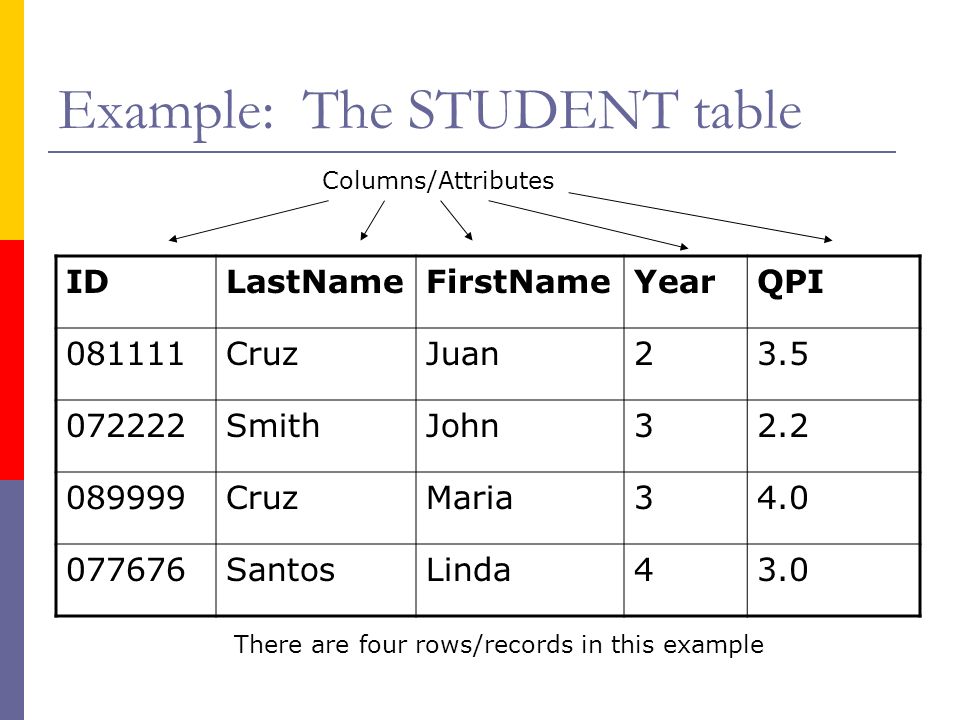 Example: The STUDENT table
Columns/Attributes
ID LastName FirstName Year QPI
081111 Cruz Juan 2 3.5
072222 Smith John 3 2.2
089999 Cruz Maria 3 4.0
077676 Santos Linda 4 3.0
There are four rows/records in this example